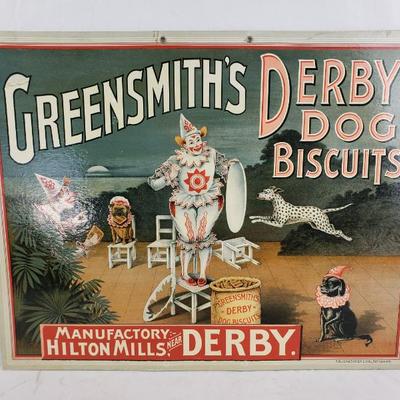 GREENSMITH'S
DERBY
DOG
BISCUITS
GREENSMITH'S
DERBY
DOG BISCUITS
MANUFACTORY
HILTON MILLS, NEAR DERBY.